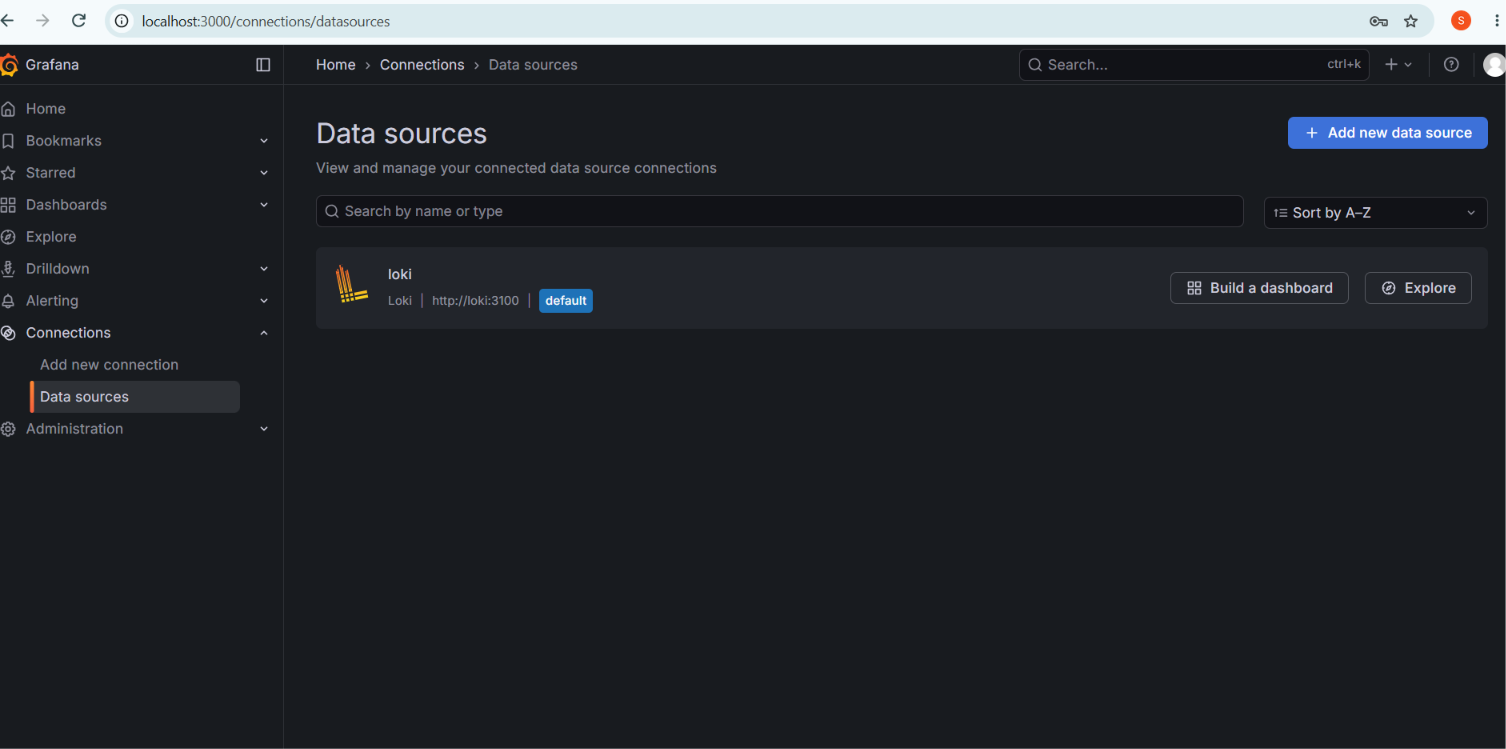 localhost:3000/connections/datasources
S
Grafana
Home › Connections › Data sources
Search...
ctrl+k
Home
Bookmarks
Starred
Dashboards
Explore
Drilldown
Alerting
Connections
Add new connection
Data sources
Administration
Data sources
Add new data source
View and manage your connected data source connections
Search by name or type
Sort by A–Z
loki
Loki | http://loki:3100 | default
Build a dashboard
Explore